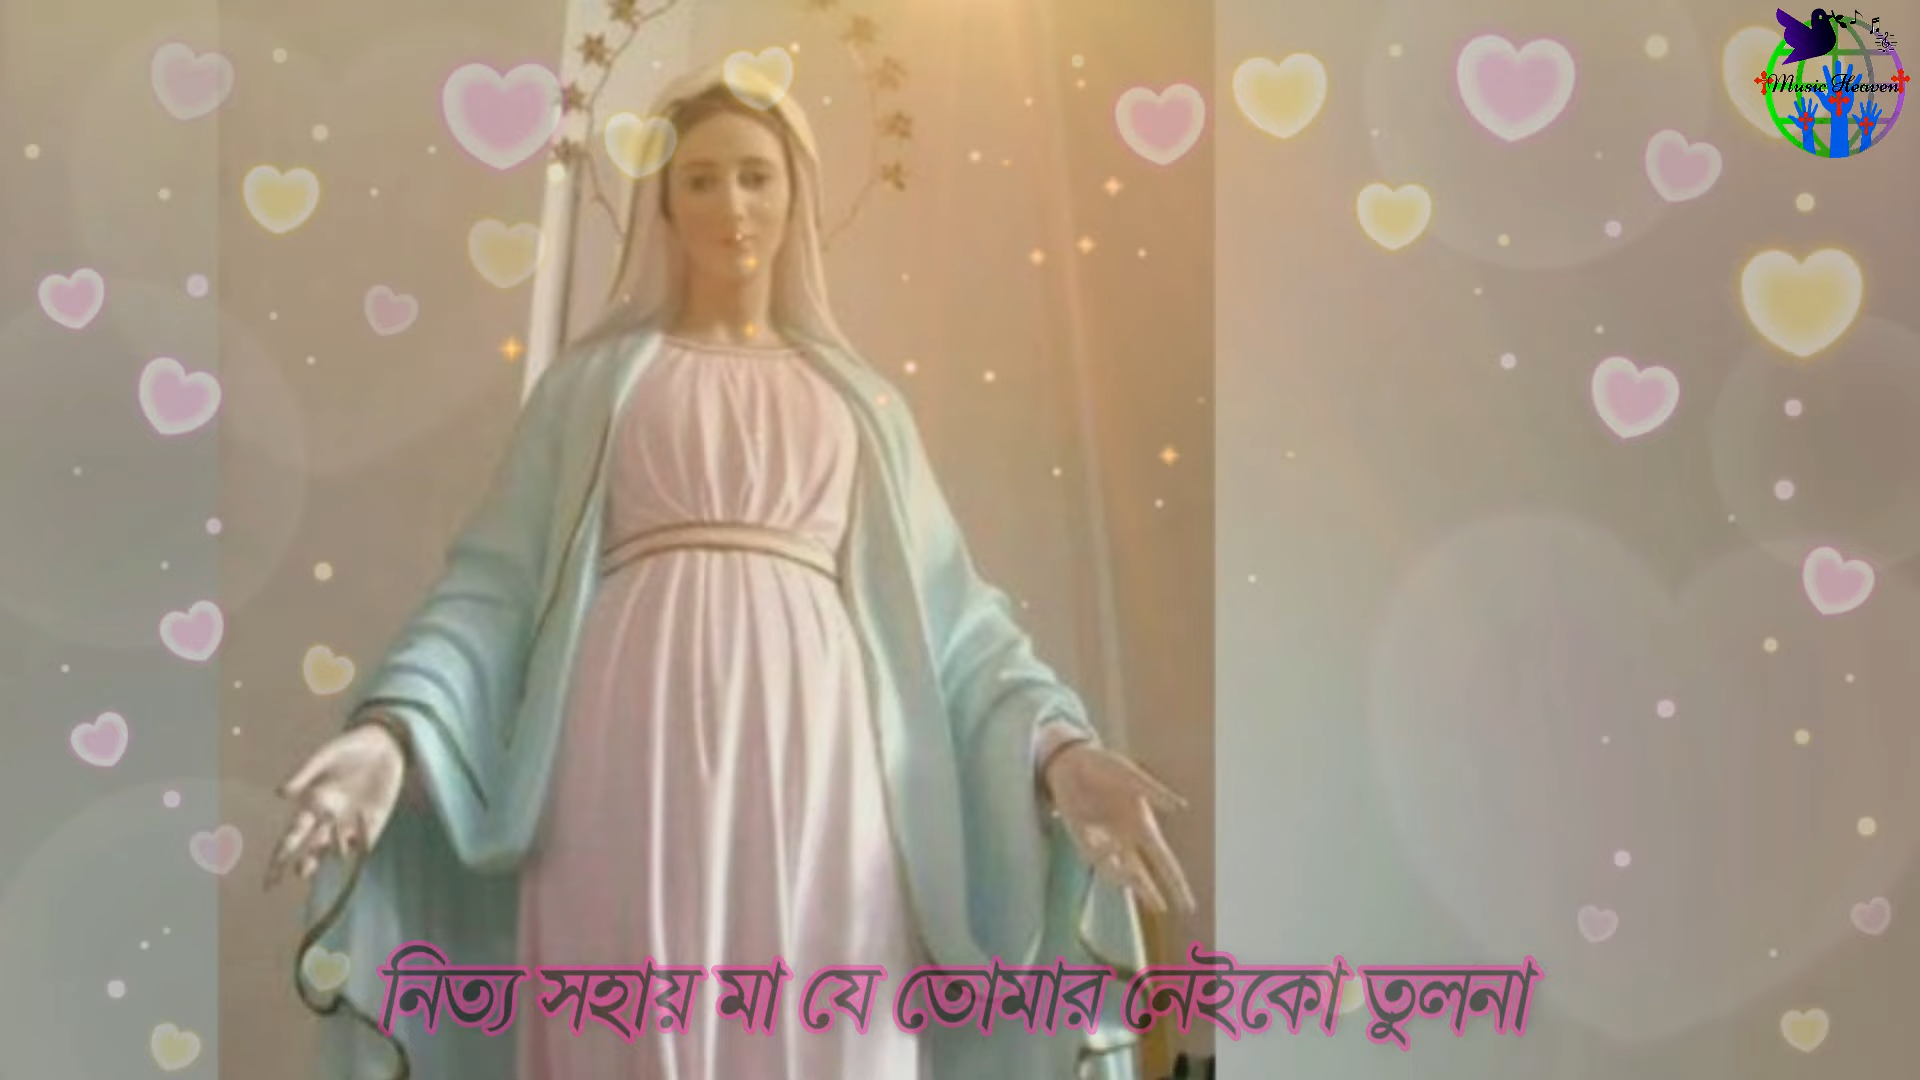 Music Heaven
নিত্য সহায় মা যে তোমার নেইকো তুলনা